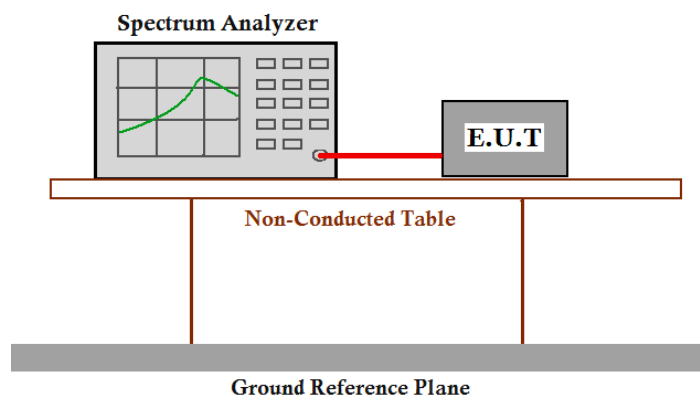 Spectrum Analyzer
E.U.T
Non-Conducted Table
Ground Reference Plane